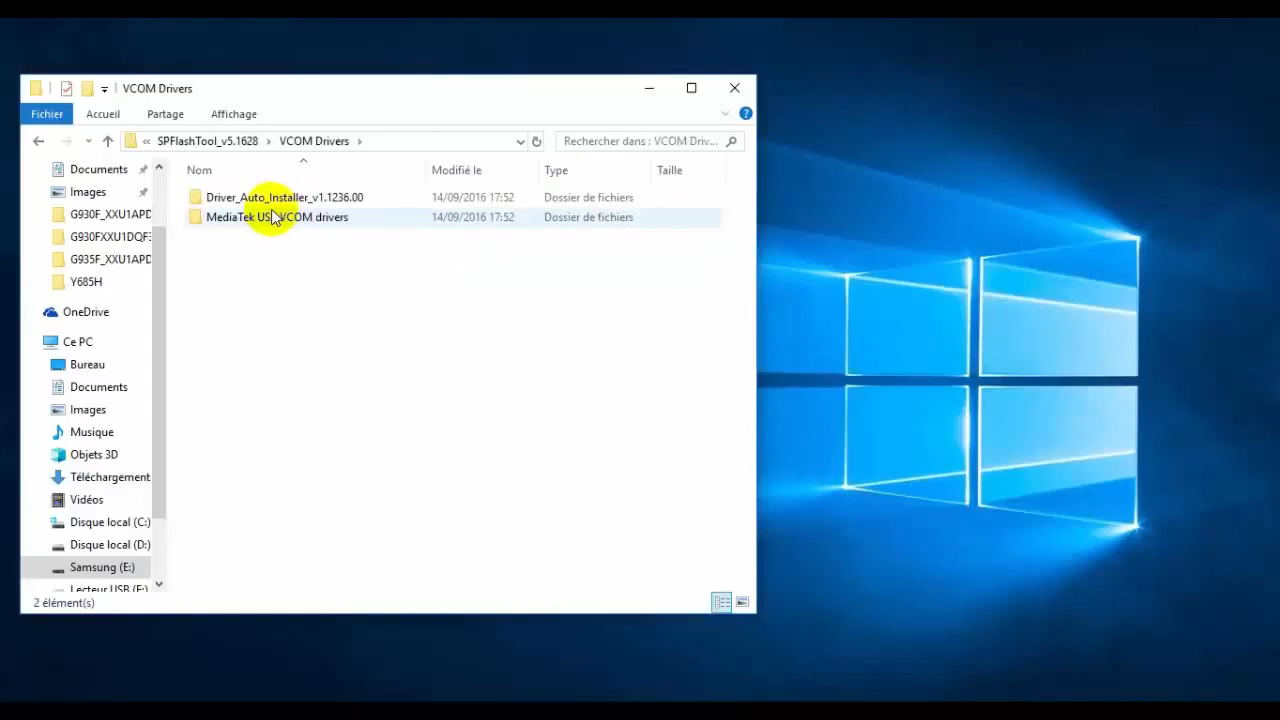 VCOM Drivers
Fichier Accueil Partage Affichage
« SPFlashTool_v5.1628 > VCOM Drivers >
Rechercher dans : VCOM Driv...
Nom Modifié le Type Taille
Driver_Auto_Installer_v1.1236.00 14/09/2016 17:52 Dossier de fichiers
MediaTek USB VCOM drivers 14/09/2016 17:52 Dossier de fichiers
Documents
Images
G930F_XXU1APD
G930FXXU1DQF
G935F_XXU1APD
Y685H
OneDrive
Ce PC
Bureau
Documents
Images
Musique
Objets 3D
Téléchargement
Vidéos
Disque local (C:)
Disque local (D:)
Samsung (E:)
Lecteur USB (F:)
2 élément(s)